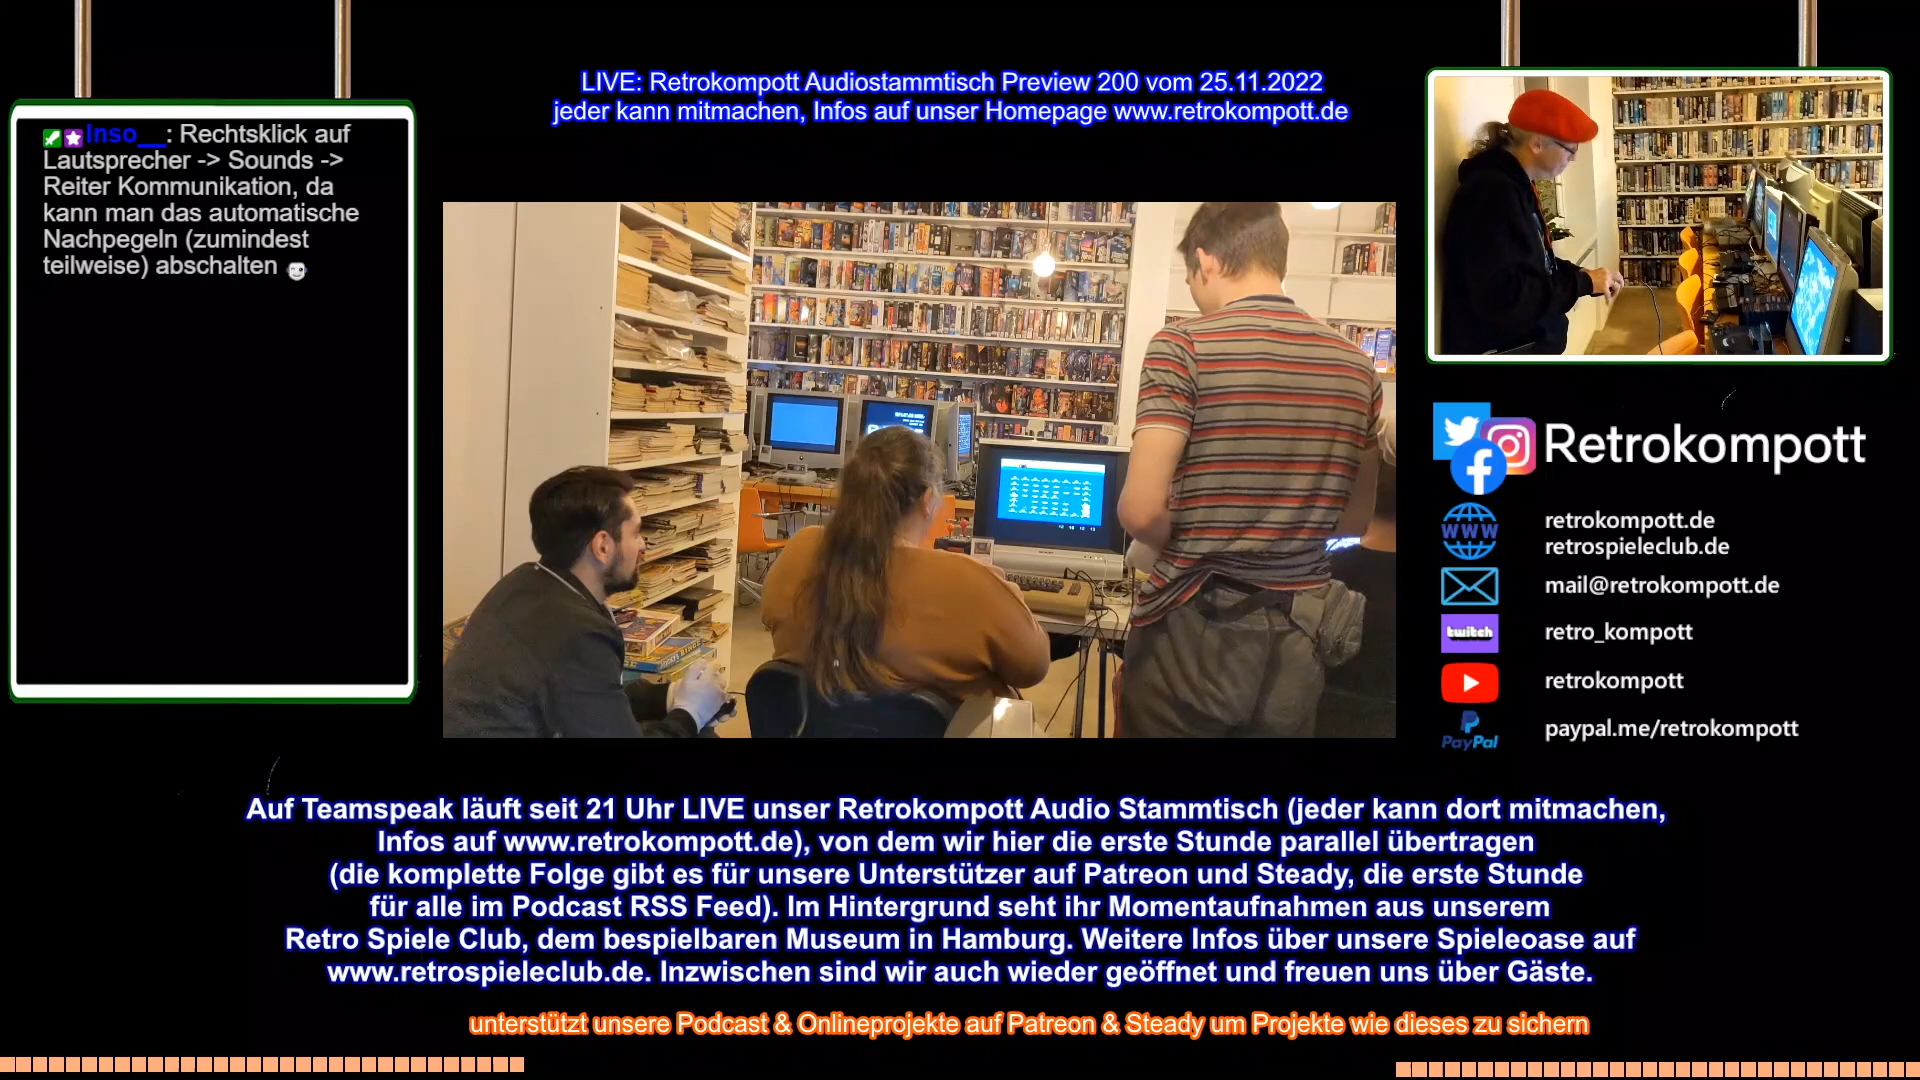 LIVE: Retrokompott Audiostammtisch Preview 200 vom 25.11.2022
jeder kann mitmachen, Infos auf unser Homepage www.retrokompott.de
Inso__: Rechtsklick auf
Lautsprecher -> Sounds ->
Reiter Kommunikation, da
kann man das automatische
Nachpegeln (zumindest
teilweise) abschalten
Retrokompott
WWW
retrokompott.de
retrospieleclub.de
mail@retrokompott.de
twitch
retro_kompott
retrokompott
PayPal
paypal.me/retrokompott
Auf Teamspeak läuft seit 21 Uhr LIVE unser Retrokompott Audio Stammtisch (jeder kann dort mitmachen,
Infos auf www.retrokompott.de), von dem wir hier die erste Stunde parallel übertragen
(die komplette Folge gibt es für unsere Unterstützer auf Patreon und Steady, die erste Stunde
für alle im Podcast RSS Feed). Im Hintergrund seht ihr Momentaufnahmen aus unserem
Retro Spiele Club, dem bespielbaren Museum in Hamburg. Weitere Infos über unsere Spieleoase auf
www.retrospieleclub.de. Inzwischen sind wir auch wieder geöffnet und freuen uns über Gäste.
unterstützt unsere Podcast & Onlineprojekte auf Patreon & Steady um Projekte wie dieses zu sichern